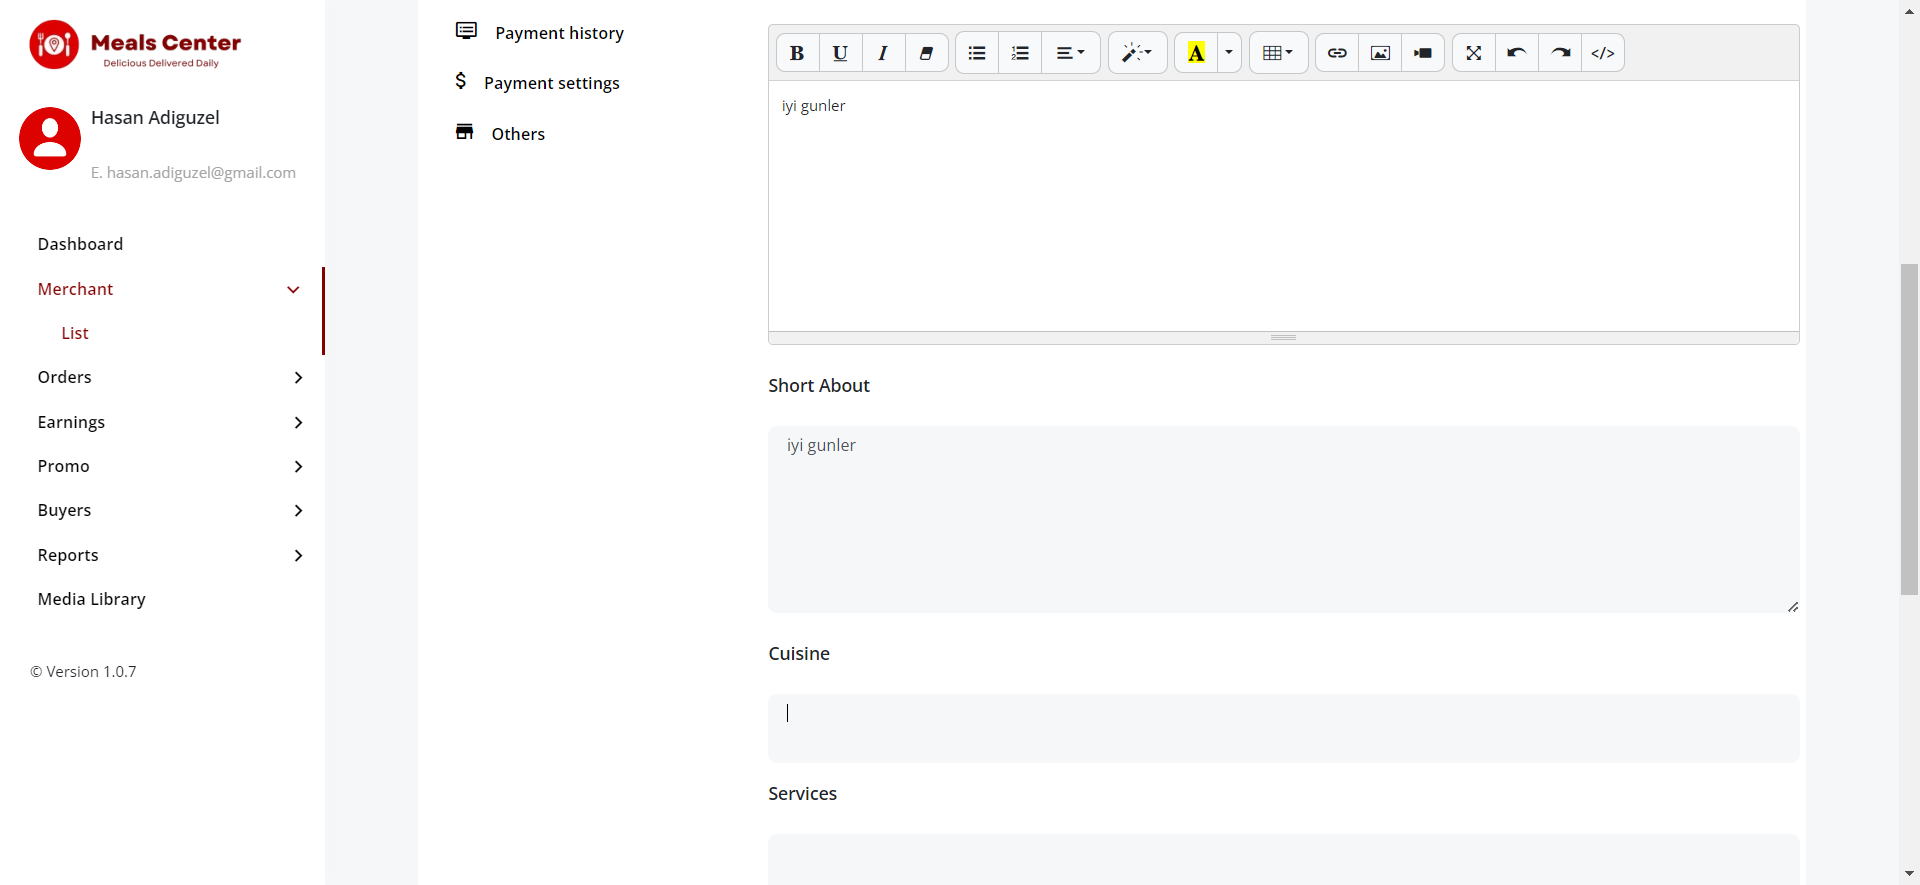 Meals Center
Delicious Delivered Daily
Hasan Adiguzel
E. hasan.adiguzel@gmail.com
Dashboard
Merchant
List
Orders
Earnings
Promo
Buyers
Reports
Media Library
© Version 1.0.7
Payment history
Payment settings
Others
B U I A </>
iyi gunler
Short About
iyi gunler
Cuisine
Services